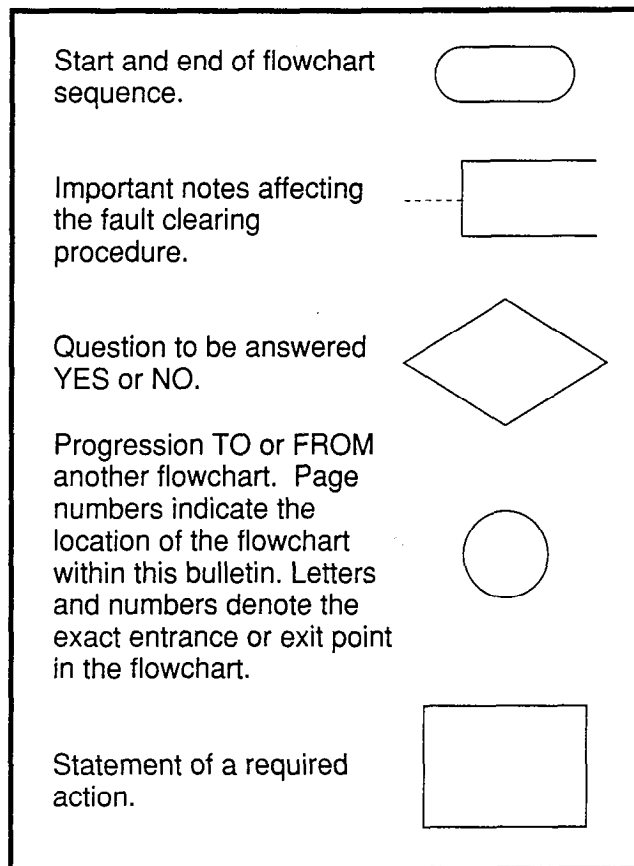 Start and end of flowchart
sequence.
Important notes affecting
the fault clearing
procedure.
Question to be answered
YES or NO.
Progression TO or FROM
another flowchart. Page
numbers indicate the
location of the flowchart
within this bulletin. Letters
and numbers denote the
exact entrance or exit point
in the flowchart.
Statement of a required
action.